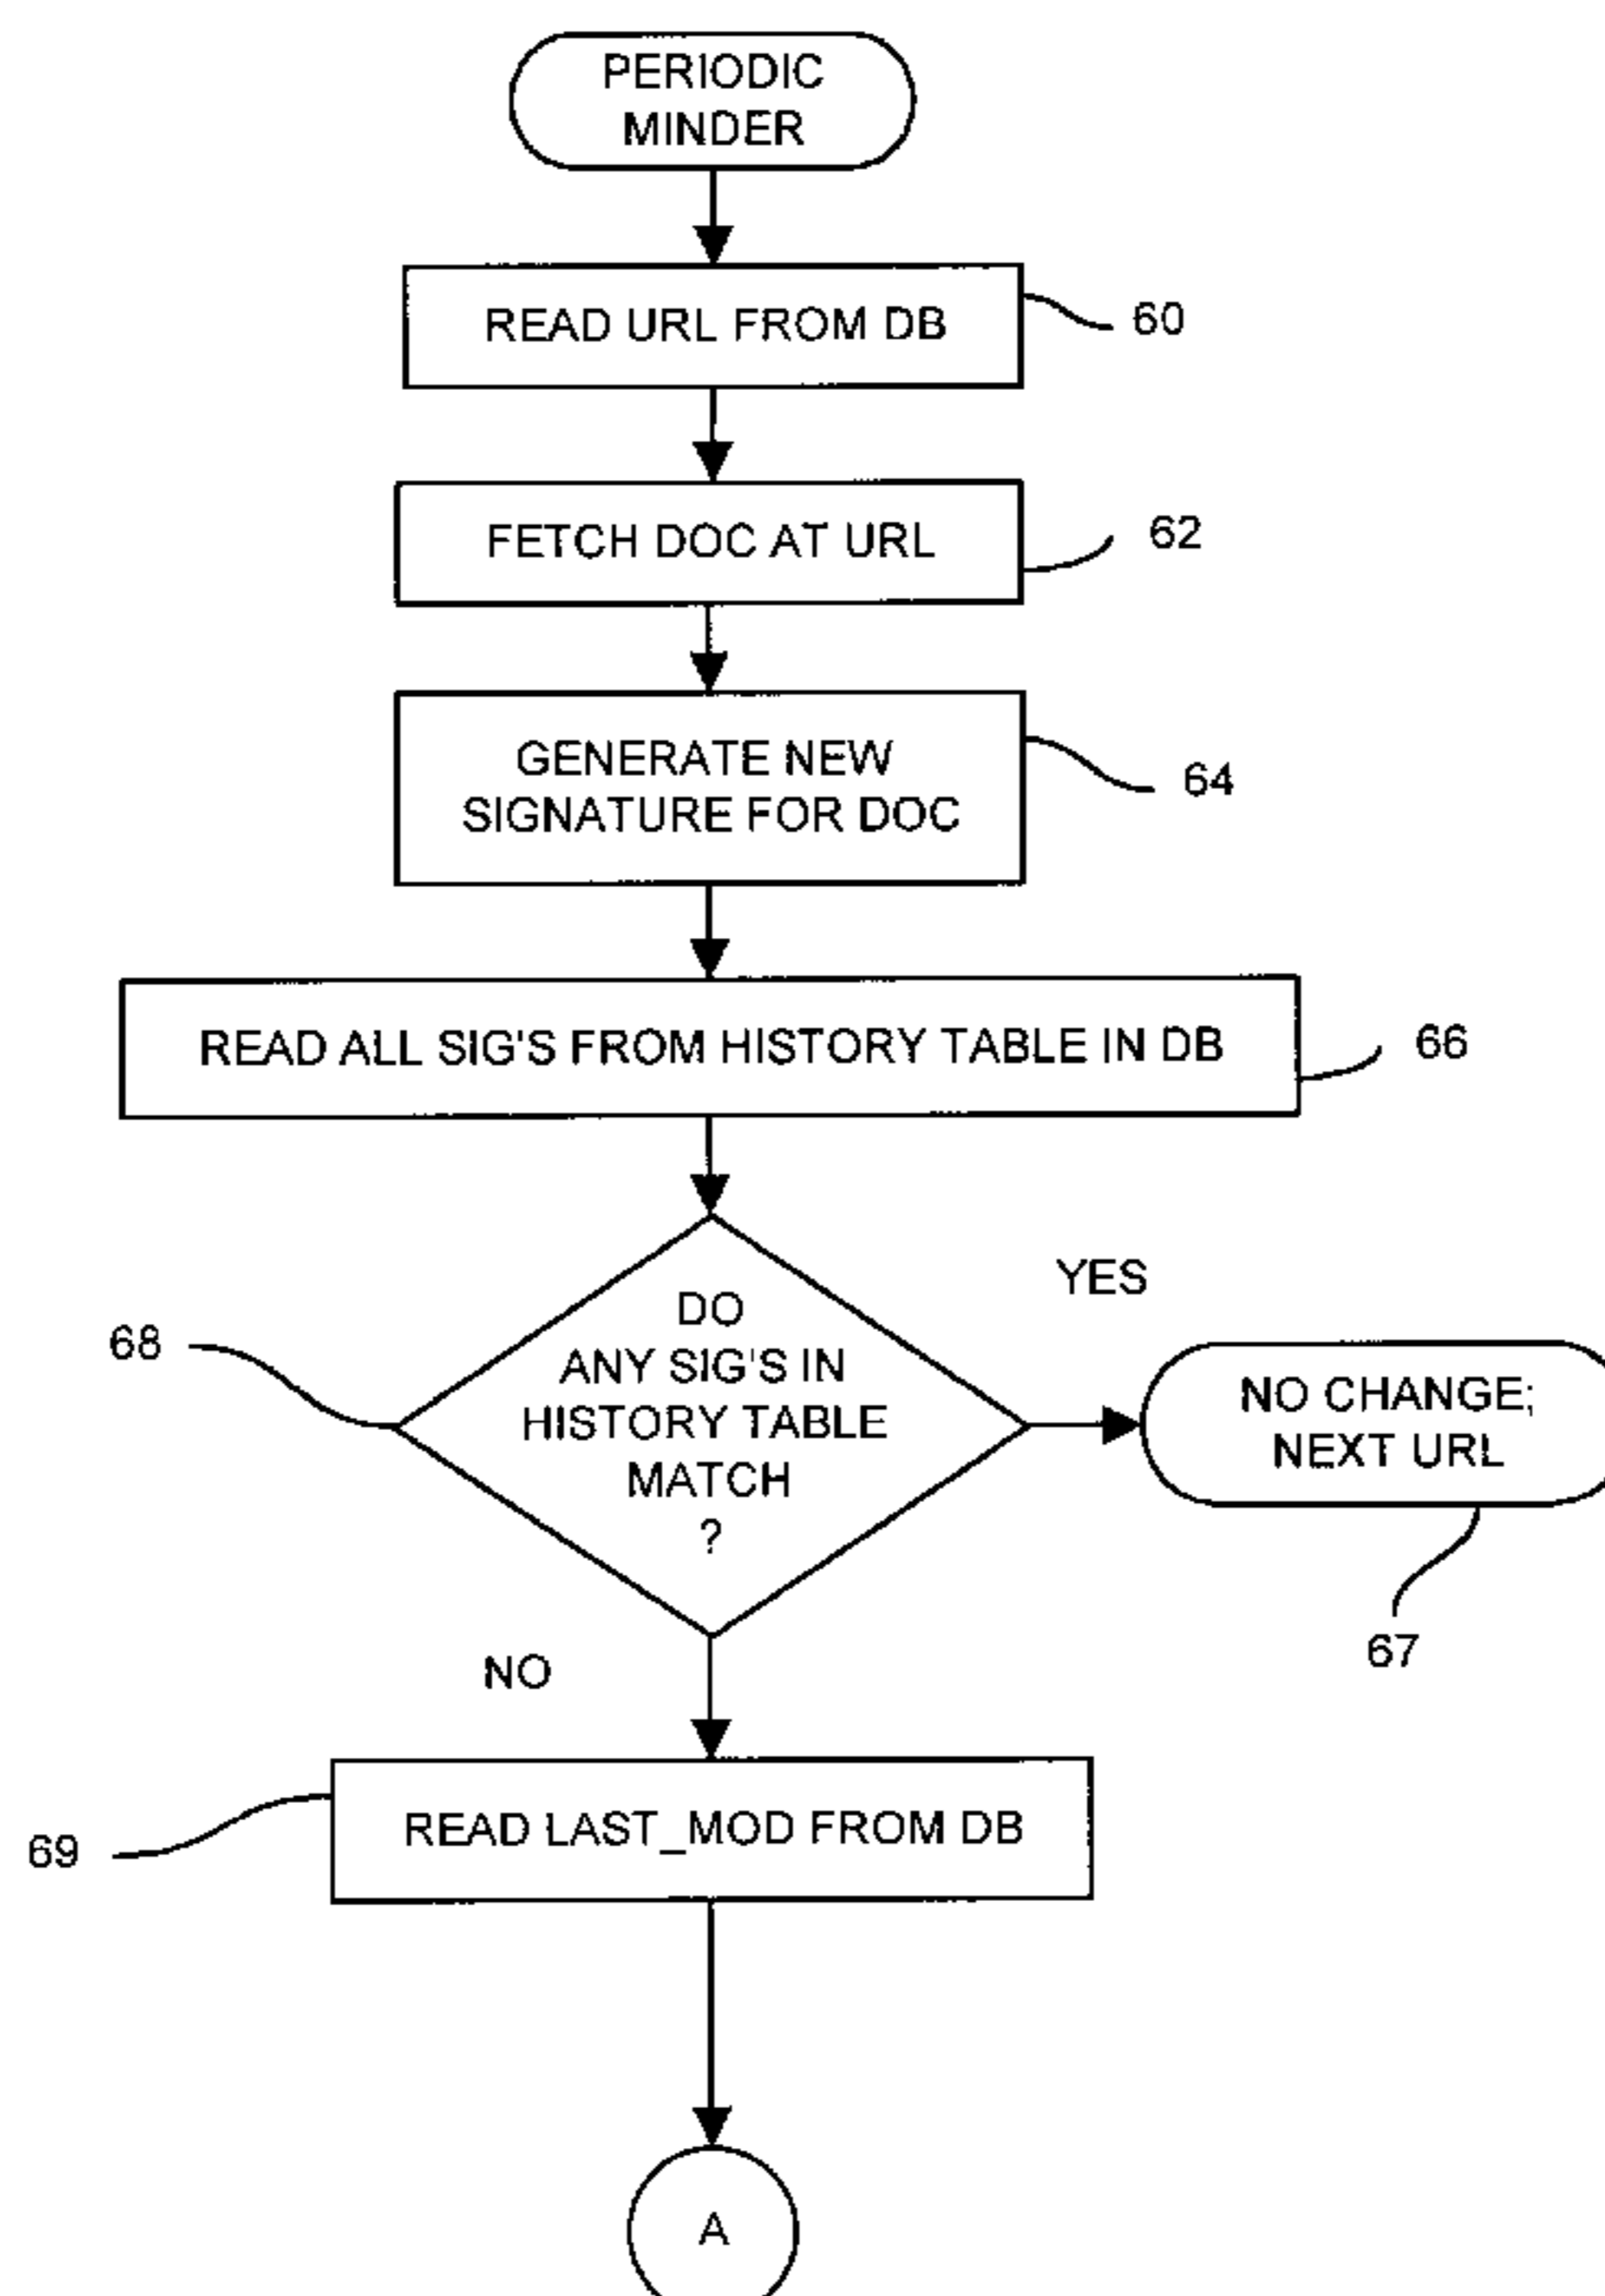 PERIODIC
MINDER
READ URL FROM DB
60
FETCH DOC AT URL
62
GENERATE NEW
SIGNATURE FOR DOC
64
READ ALL SIG'S FROM HISTORY TABLE IN DB
66
DO
ANY SIG'S IN
HISTORY TABLE
MATCH
?
68
YES
NO CHANGE;
NEXT URL
67
NO
READ LAST_MOD FROM DB
69
A